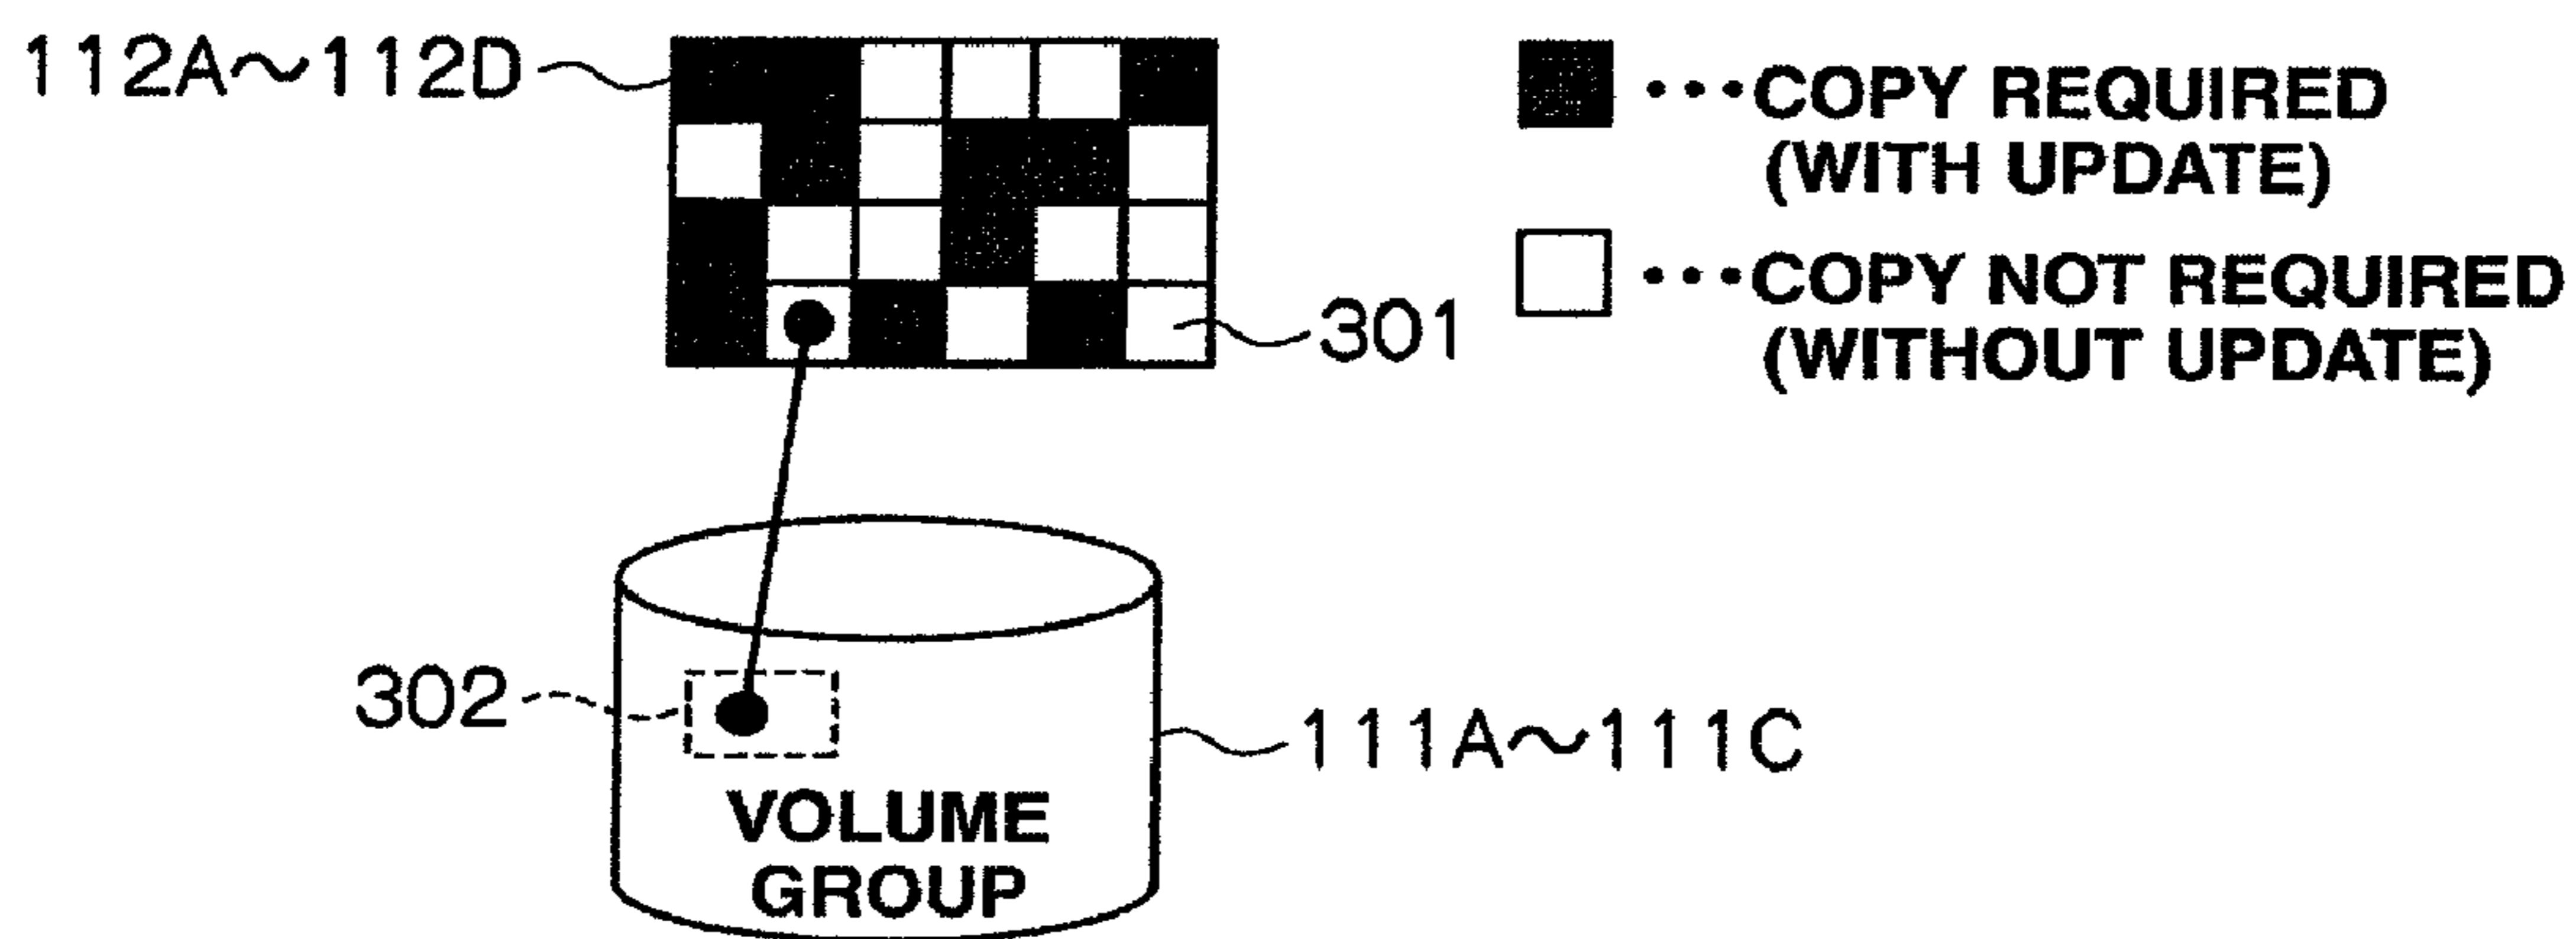 112A～112D
•••COPY REQUIRED
(WITH UPDATE)
•••COPY NOT REQUIRED
(WITHOUT UPDATE)
301
302
111A～111C
VOLUME
GROUP